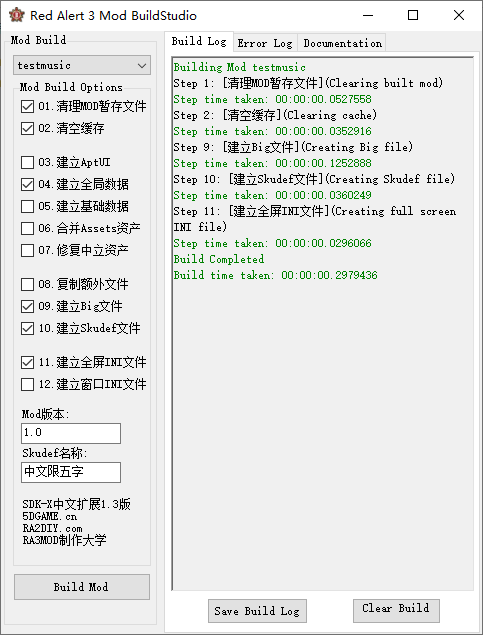 Red Alert 3 Mod BuildStudio
Mod Build
testmusic
Mod Build Options
01.清理MOD暂存文件
02.清空缓存
03.建立AptUI
04.建立全局数据
05.建立基础数据
06.合并Assets资产
07.修复中立资产
08.复制额外文件
09.建立Big文件
10.建立Skudef文件
11.建立全屏INI文件
12.建立窗口INI文件
Mod版本:
1.0
Skudef名称:
中文限五字
SDK-X中文扩展1.3版
5DGAME.cn
RA2DIY.com
RA3MOD制作大学
Build Mod
Build Log
Error Log
Documentation
Building Mod testmusic
Step 1: [清理MOD暂存文件](Clearing built mod)
Step time taken: 00:00:00.0527558
Step 2: [清空缓存](Clearing cache)
Step time taken: 00:00:00.0352916
Step 9: [建立Big文件](Creating Big file)
Step time taken: 00:00:00.1252888
Step 10: [建立Skudef文件](Creating Skudef file)
Step time taken: 00:00:00.0360249
Step 11: [建立全屏INI文件](Creating full screen
INI file)
Step time taken: 00:00:00.0296066
Build Completed
Build time taken: 00:00:00.2979436
Save Build Log
Clear Build